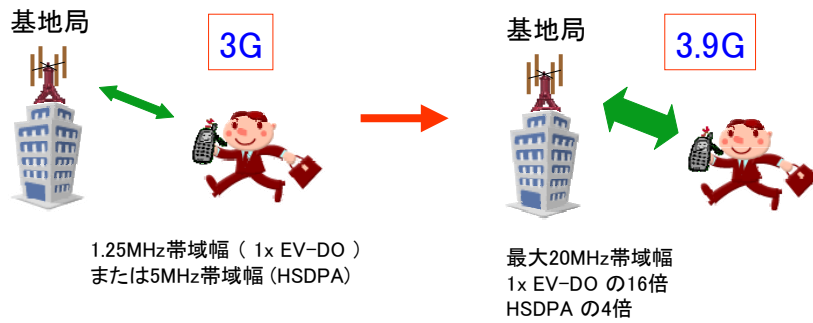 基地局
3G
1.25MHz帯域幅 ( 1x EV-DO )
または5MHz帯域幅 (HSDPA)
基地局
3.9G
最大20MHz帯域幅
1x EV-DO の16倍
HSDPA の4倍